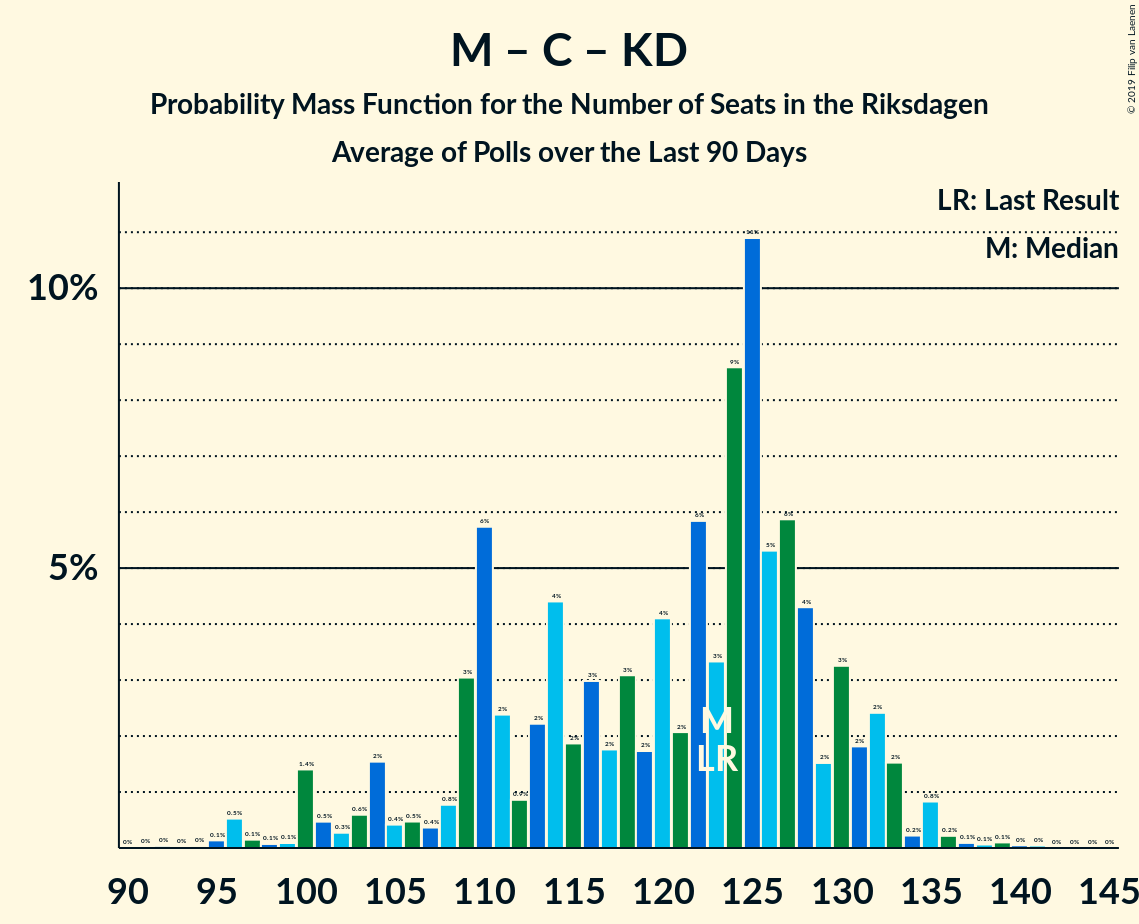 M – C – KD
Probability Mass Function for the Number of Seats in the Riksdagen
Average of Polls over the Last 90 Days
© 2019 Filip van Laenen
LR: Last Result
M: Median
10%
5%
0% 0% 0% 0% 0% 0.1% 0.5% 0.1% 0.1% 0.1% 1.4% 0.5% 0.3% 0.6% 2% 0.4% 0.5% 0.4% 0.8% 3% 6% 2% 0.9% 2% 4% 2% 3% 2% 3% 2% 4% 2% 6% 3% 9% 11% 5% 6% 4% 2% 3% 2% 2% 2% 0.2% 0.8% 0.2% 0.1% 0.1% 0.1% 0% 0% 0% 0% 0% 0%
M
LR
90 95 100 105 110 115 120 125 130 135 140 145